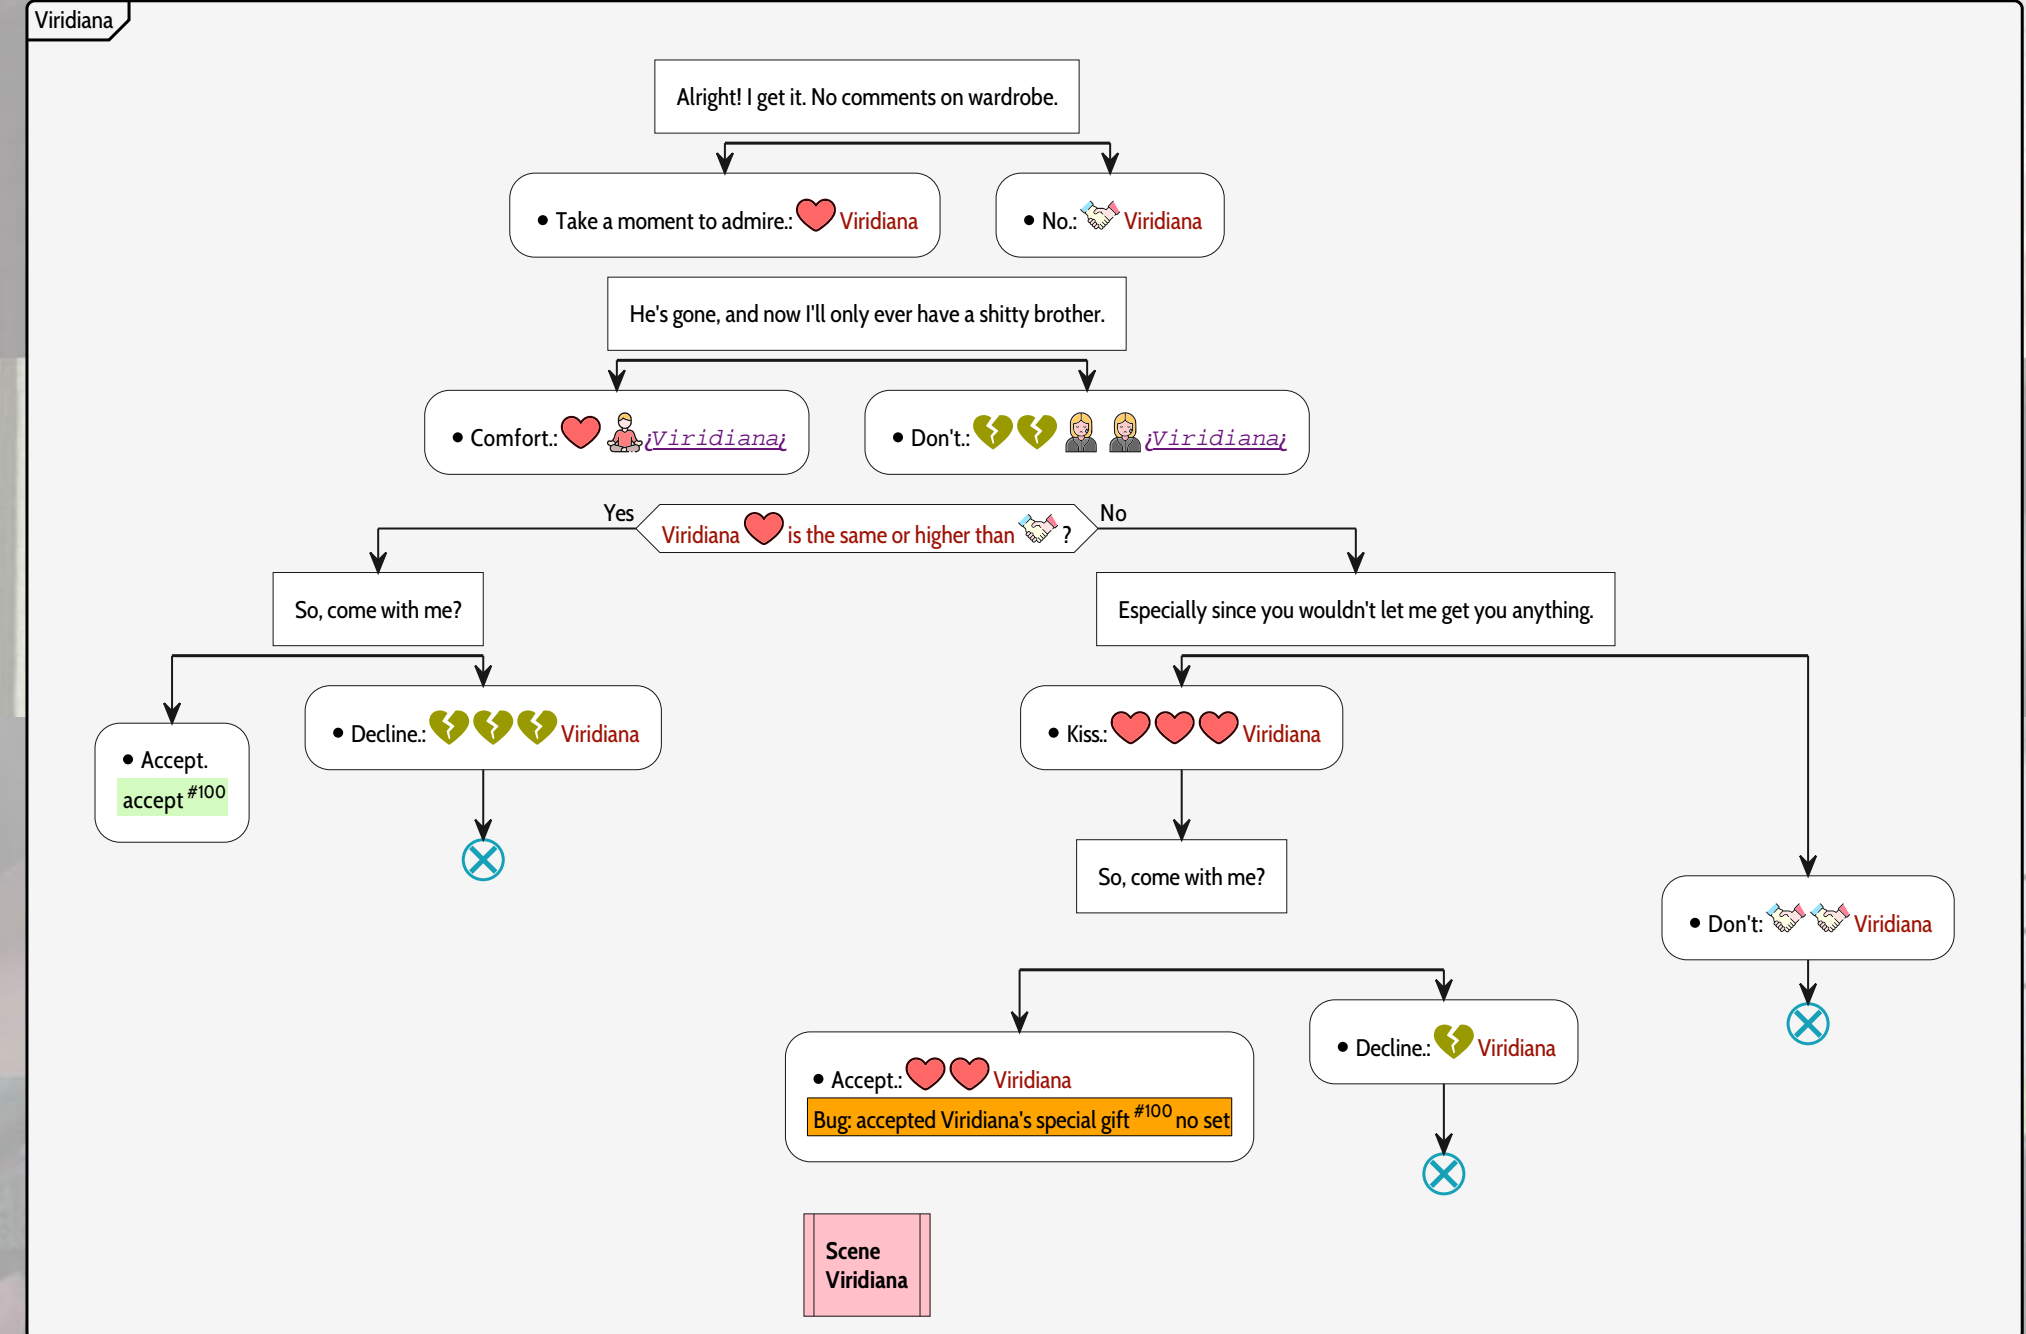 Viridiana
Alright! I get it. No comments on wardrobe.
• Take a moment to admire.: Viridiana
• No.: Viridiana
He's gone, and now I'll only ever have a shitty brother.
• Comfort.: ¿Viridiana¿
• Don't.: ¿Viridiana¿
Yes
Viridiana is the same or higher than ?
No
So, come with me?
Especially since you wouldn't let me get you anything.
• Accept.
accept #100
• Decline.: Viridiana
• Kiss.: Viridiana
So, come with me?
• Don't: Viridiana
• Accept.: Viridiana
Bug: accepted Viridiana's special gift #100 no set
• Decline.: Viridiana
Scene
Viridiana